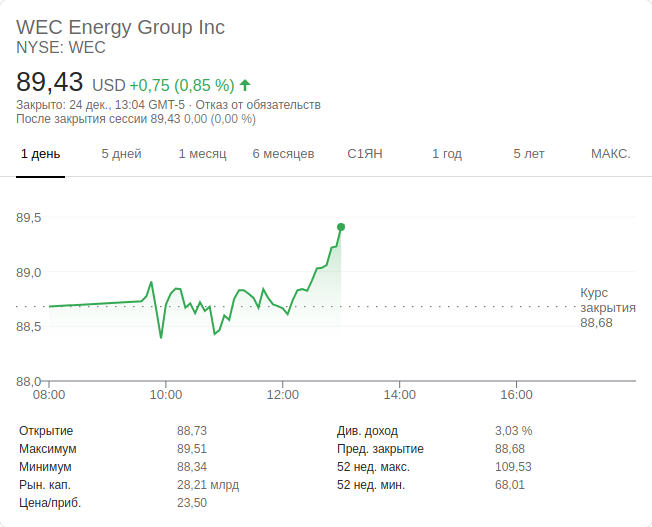 WEC Energy Group Inc
NYSE: WEC
89,43 USD +0,75 (0,85 %) ↑
Закрыто: 24 дек., 13:04 GMT-5 · Отказ от обязательств
После закрытия сессии 89,43 0,00 (0,00 %)
1 день 5 дней 1 месяц 6 месяцев С1ЯН 1 год 5 лет МАКС.
89,5
89,0
Курс
закрытия
88,68
88,5
88,0
08:00 10:00 12:00 14:00 16:00
Открытие 88,73 Див. доход 3,03 %
Максимум 89,51 Пред. закрытие 88,68
Минимум 88,34 52 нед. макс. 109,53
Рын. кап. 28,21 млрд 52 нед. мин. 68,01
Цена/приб. 23,50